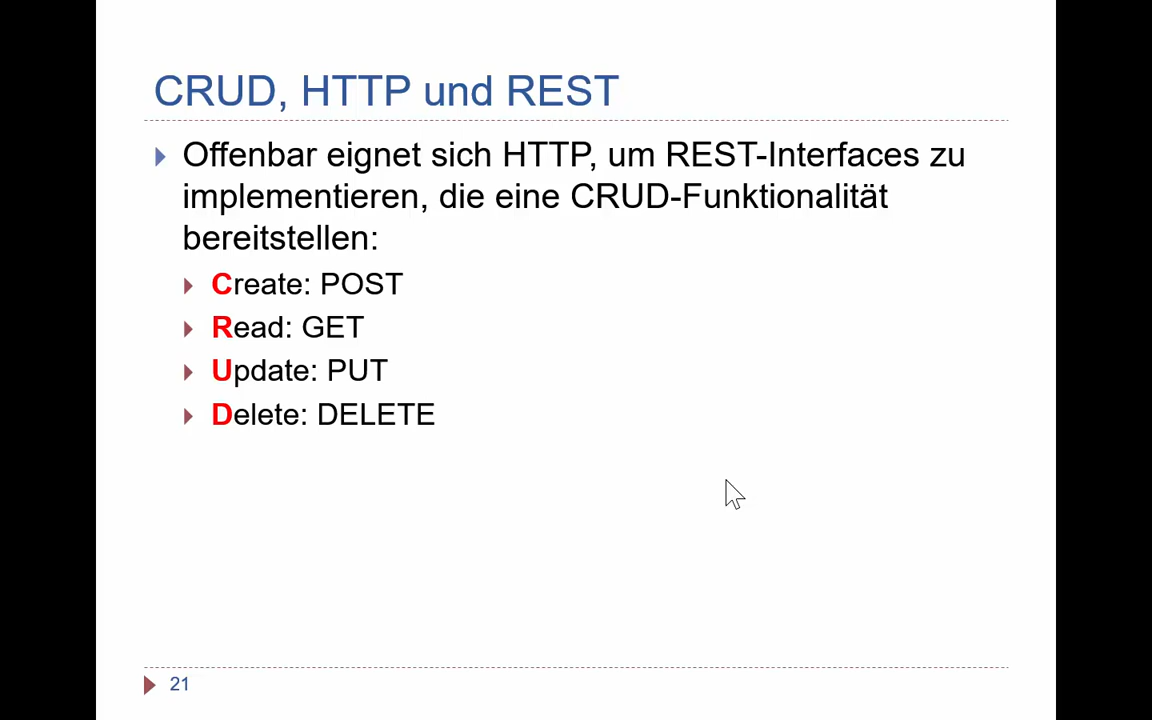 CRUD, HTTP und REST
Offenbar eignet sich HTTP, um REST-Interfaces zu
implementieren, die eine CRUD-Funktionalität
bereitstellen:
Create: POST
Read: GET
Update: PUT
Delete: DELETE
21